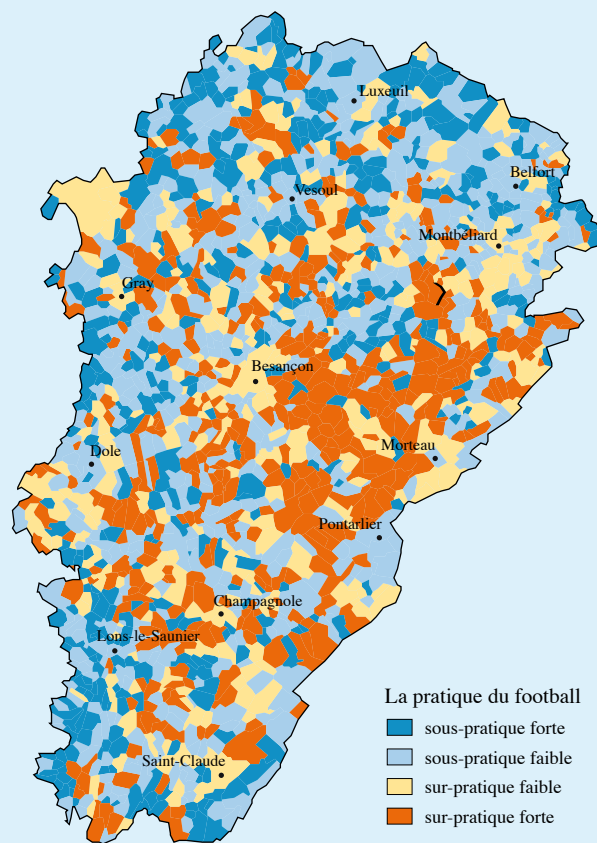 Luxeuil
Belfort
Vesoul
Montbéliard
Gray
Besançon
Morteau
Dole
Pontarlier
Champagnole
Lons-le-Saunier
Saint-Claude
La pratique du football
sous-pratique forte
sous-pratique faible
sur-pratique faible
sur-pratique forte